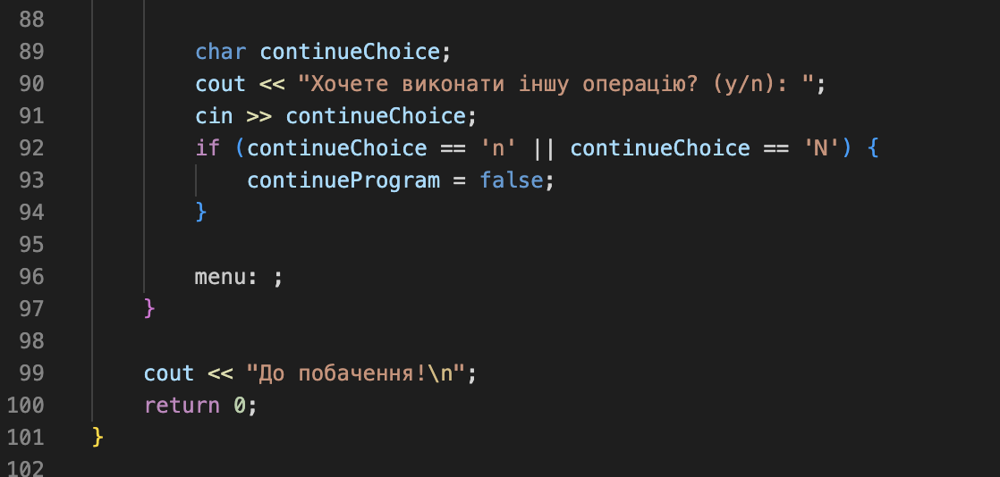 88
89 char continueChoice;
90 cout << "Хочете виконати іншу операцію? (y/n): ";
91 cin >> continueChoice;
92 if (continueChoice == 'n' || continueChoice == 'N') {
93 continueProgram = false;
94 }
95
96 menu: ;
97 }
98
99 cout << "До побачення!\n";
100 return 0;
101 }
102